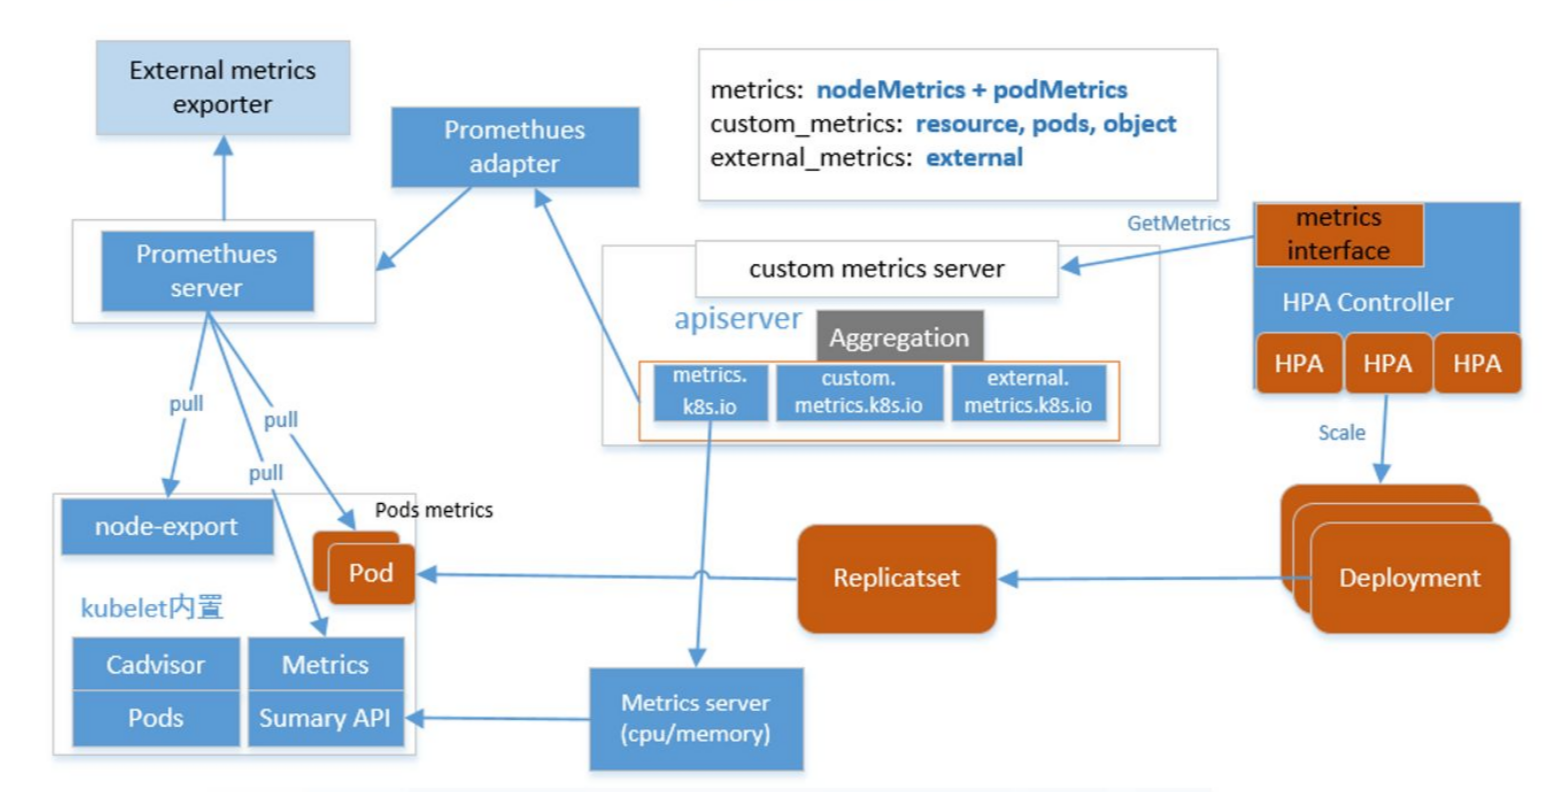 External metrics
exporter
Promethues
adapter
metrics: nodeMetrics + podMetrics
custom_metrics: resource, pods, object
external_metrics: external
Promethues
server
GetMetrics
metrics
interface
HPA Controller
HPA
HPA
HPA
custom metrics server
apiserver
Aggregation
metrics.
k8s.io
custom.
metrics.k8s.io
external.
metrics.k8s.io
pull
pull
pull
Scale
node-export
Pods metrics
Pod
Replicatset
Deployment
kubelet内置
Cadvisor
Metrics
Pods
Sumary API
Metrics server
(cpu/memory)